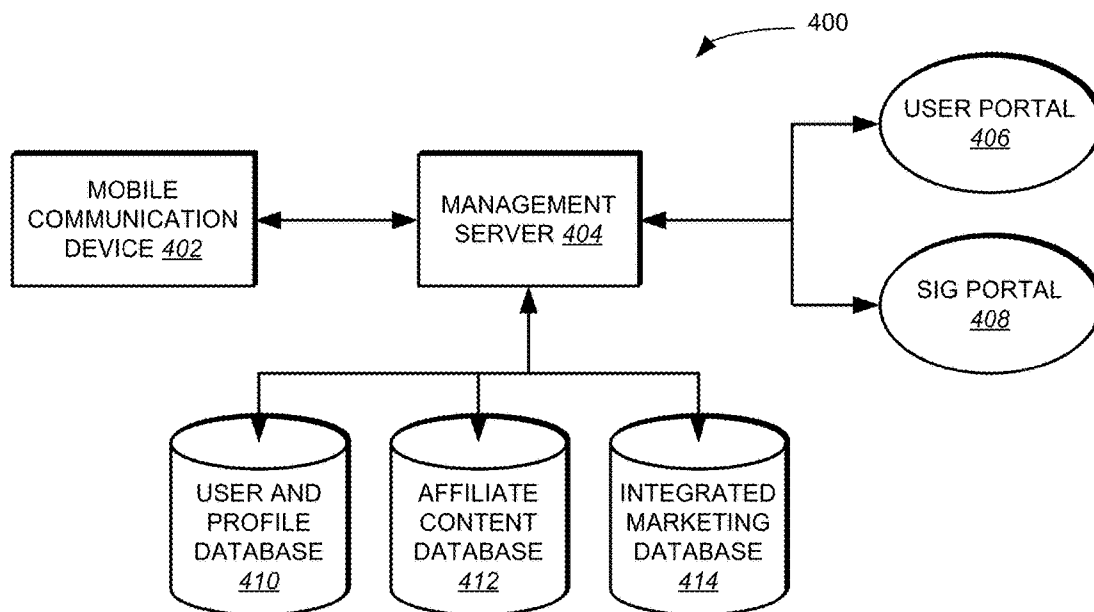 400
USER PORTAL
406
MOBILE
COMMUNICATION
DEVICE 402
MANAGEMENT
SERVER 404
SIG PORTAL
408
USER AND
PROFILE
DATABASE
410
AFFILIATE
CONTENT
DATABASE
412
INTEGRATED
MARKETING
DATABASE
414